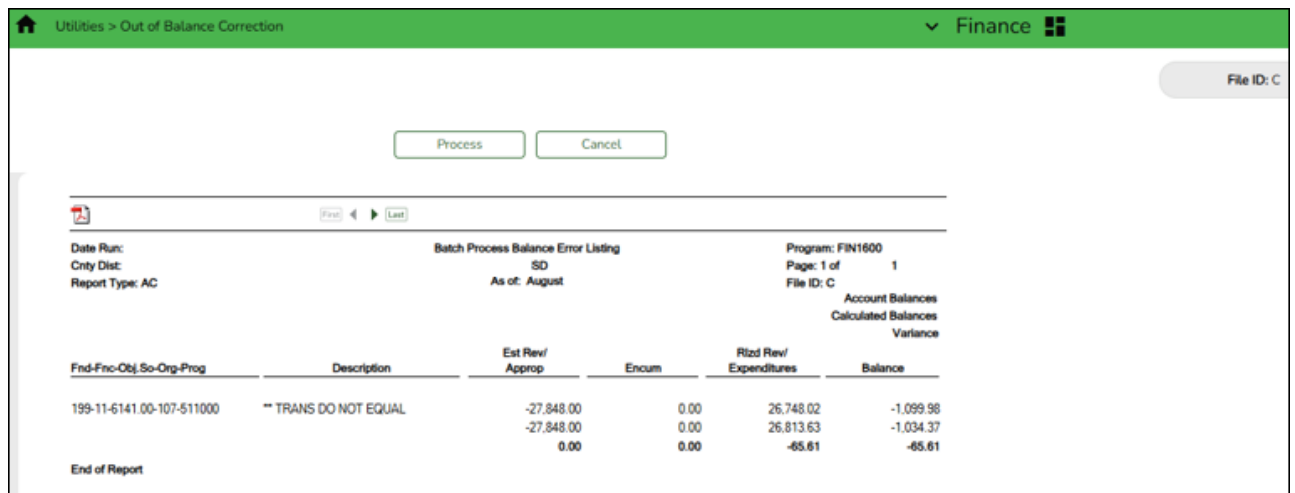 Utilities > Out of Balance Correction Finance
File ID: C
Process Cancel
First Last
Date Run: Batch Process Balance Error Listing Program: FIN1600
Cnty Dist: SD Page: 1 of 1
Report Type: AC As of: August File ID: C
Account Balances
Calculated Balances
Variance
Est Rev/ Rlzd Rev/
Fnd-Fnc-Obj.So-Org-Prog Description Approp Encum Expenditures Balance
199-11-6141.00-107-511000 ** TRANS DO NOT EQUAL -27,848.00 0.00 26,748.02 -1,099.98
-27,848.00 0.00 26,813.63 -1,034.37
0.00 0.00 -65.61 -65.61
End of Report